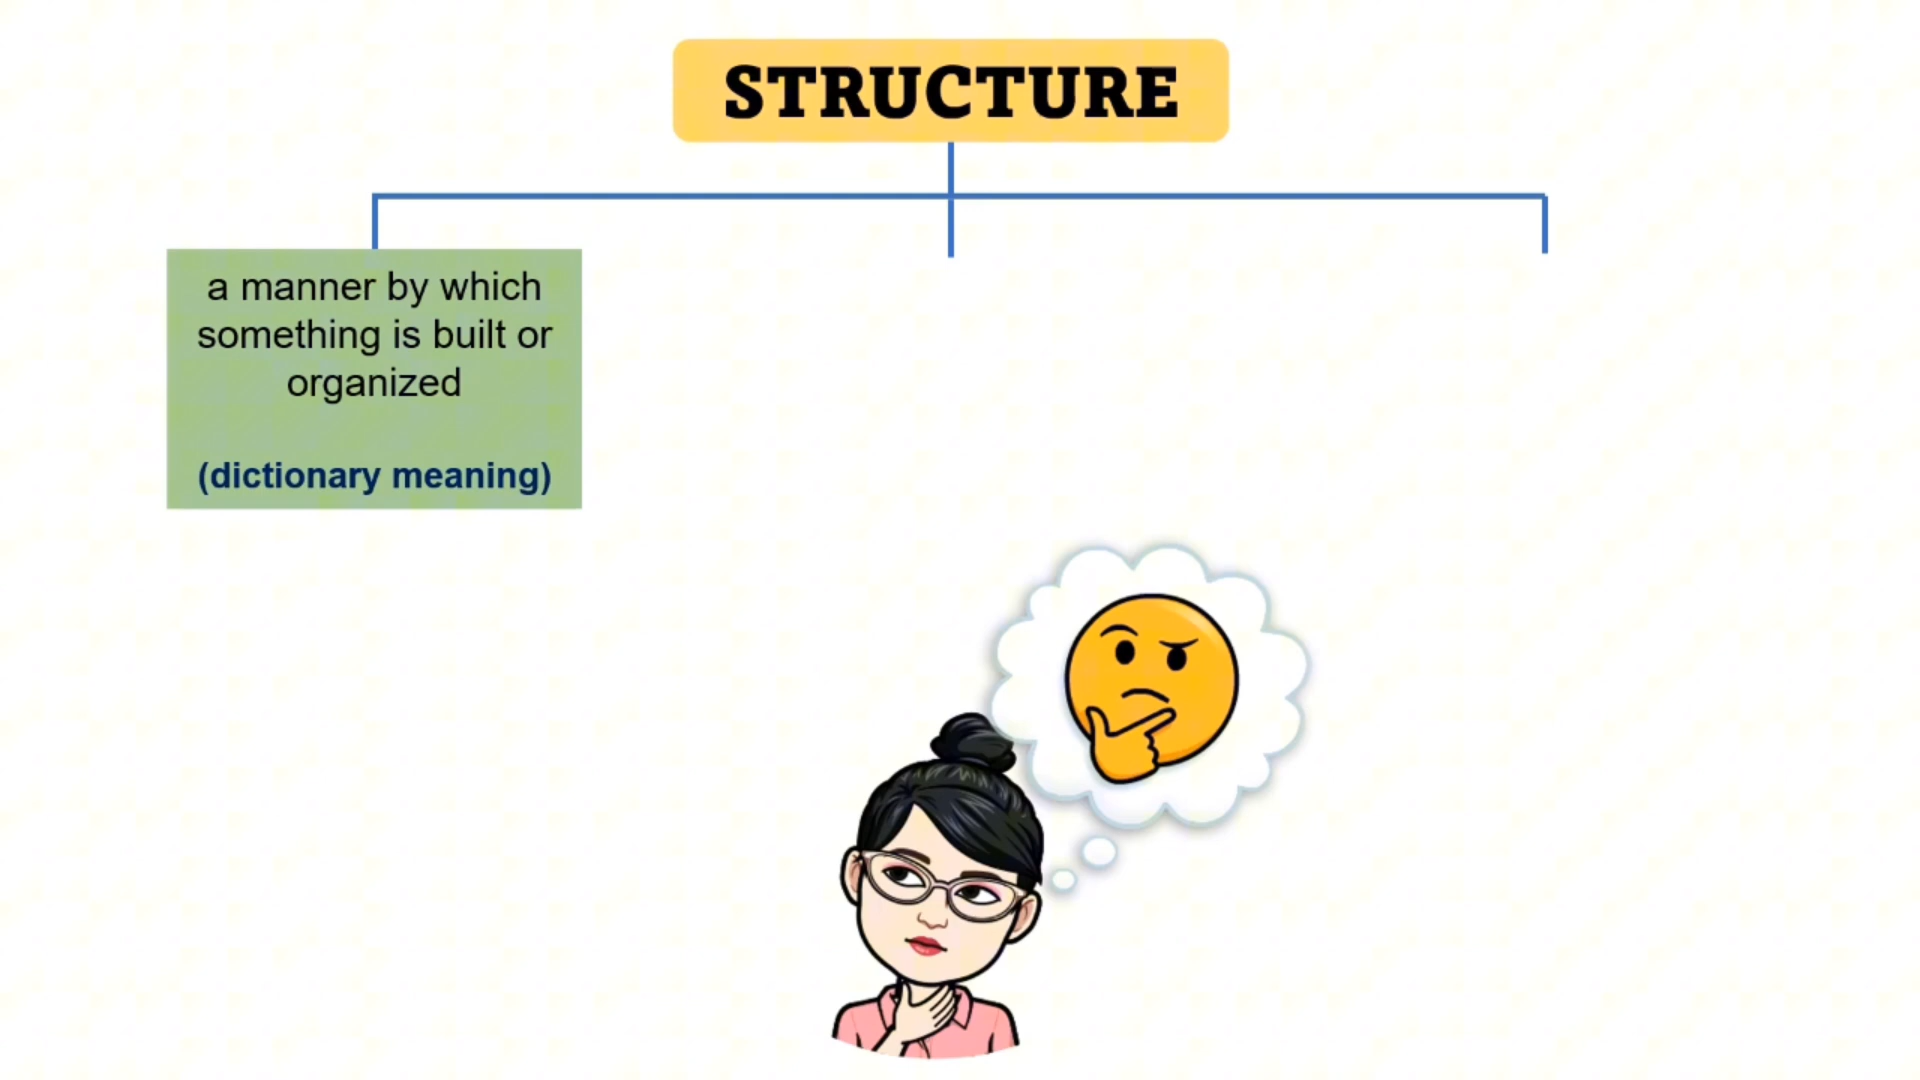 STRUCTURE
a manner by which
something is built or
organized
(dictionary meaning)